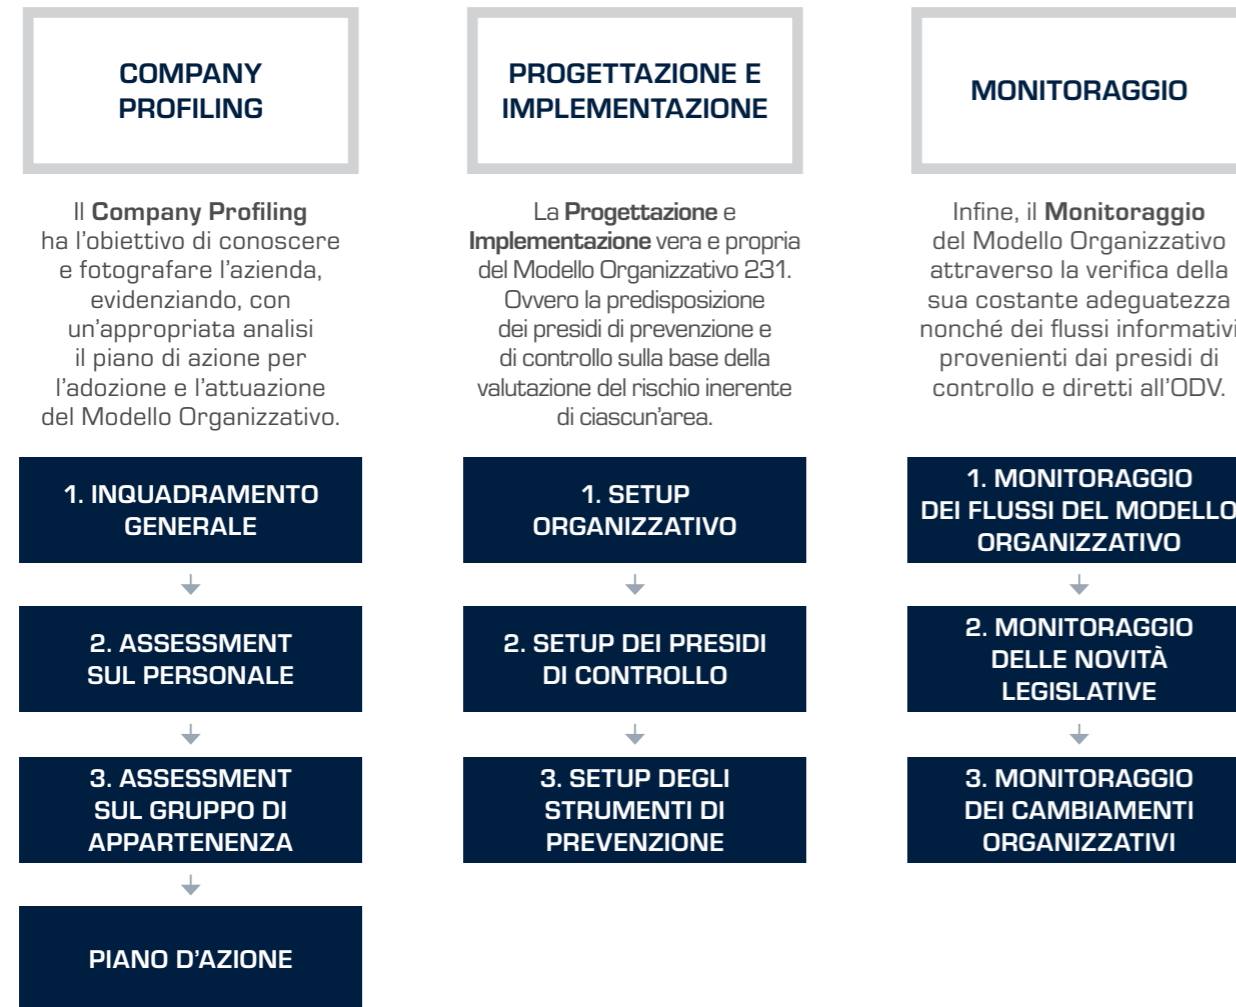 COMPANY
PROFILING
Il Company Profiling
ha l’obiettivo di conoscere
e fotografare l’azienda,
evidenziando, con
un’appropriata analisi
il piano di azione per
l’adozione e l’attuazione
del Modello Organizzativo.
1. INQUADRAMENTO
GENERALE
2. ASSESSMENT
SUL PERSONALE
3. ASSESSMENT
SUL GRUPPO DI
APPARTENENZA
PIANO D’AZIONE
PROGETTAZIONE E
IMPLEMENTAZIONE
La Progettazione e
Implementazione vera e propria
del Modello Organizzativo 231.
Ovvero la predisposizione
dei presidi di prevenzione e
di controllo sulla base della
valutazione del rischio inerente
di ciascun’area.
1. SETUP
ORGANIZZATIVO
2. SETUP DEI PRESIDI
DI CONTROLLO
3. SETUP DEGLI
STRUMENTI DI
PREVENZIONE
MONITORAGGIO
Infine, il Monitoraggio
del Modello Organizzativo
attraverso la verifica della
sua costante adeguatezza
nonché dei flussi informativi
provenienti dai presidi di
controllo e diretti all’ODV.
1. MONITORAGGIO
DEI FLUSSI DEL MODELLO
ORGANIZZATIVO
2. MONITORAGGIO
DELLE NOVITÀ
LEGISLATIVE
3. MONITORAGGIO
DEI CAMBIAMENTI
ORGANIZZATIVI